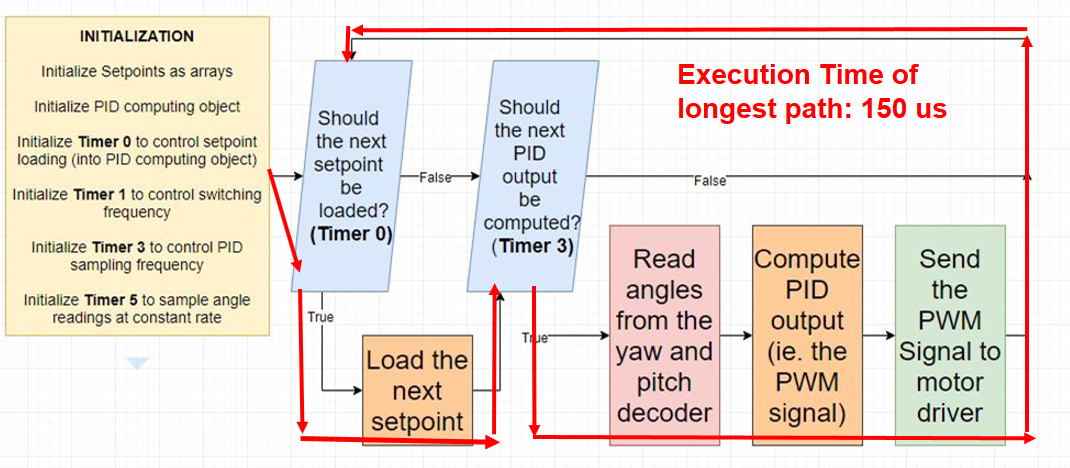 INITIALIZATION
Initialize Setpoints as arrays
Initialize PID computing object
Initialize Timer 0 to control setpoint
loading (into PID computing object)
Initialize Timer 1 to control switching
frequency
Initialize Timer 3 to control PID
sampling frequency
Initialize Timer 5 to sample angle
readings at constant rate
Should
the next
setpoint
be
loaded?
(Timer 0)
False
True
Load the
next
setpoint
Should
the next
PID
output
be
computed?
(Timer 3)
False
True
Execution Time of
longest path: 150 us
Read
angles
from the
yaw and
pitch
decoder
Compute
PID
output
(ie. the
PWM
signal)
Send
the
PWM
Signal to
motor
driver